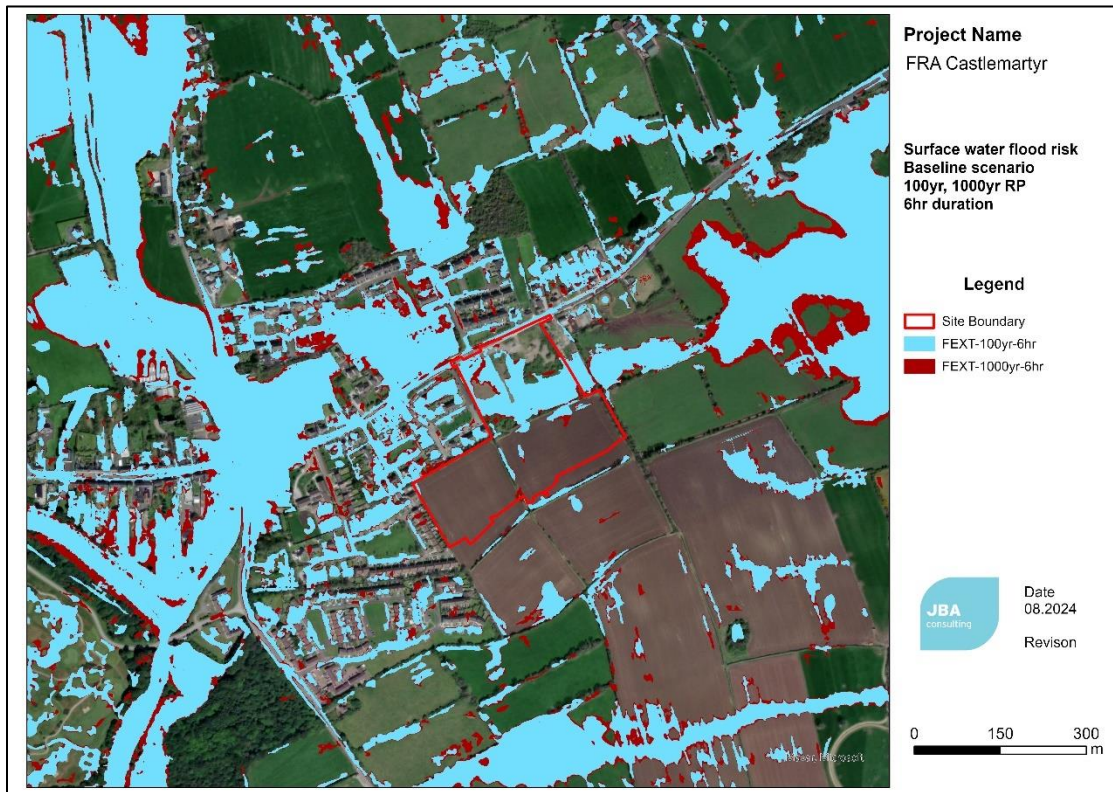 Project Name
FRA Castlemartyr
Surface water flood risk
Baseline scenario
100yr, 1000yr RP
6hr duration
Legend
Site Boundary
FEXT-100yr-6hr
FEXT-1000yr-6hr
JBA
consulting
Date
08.2024
Revison
0 150 300
m
Microsoft